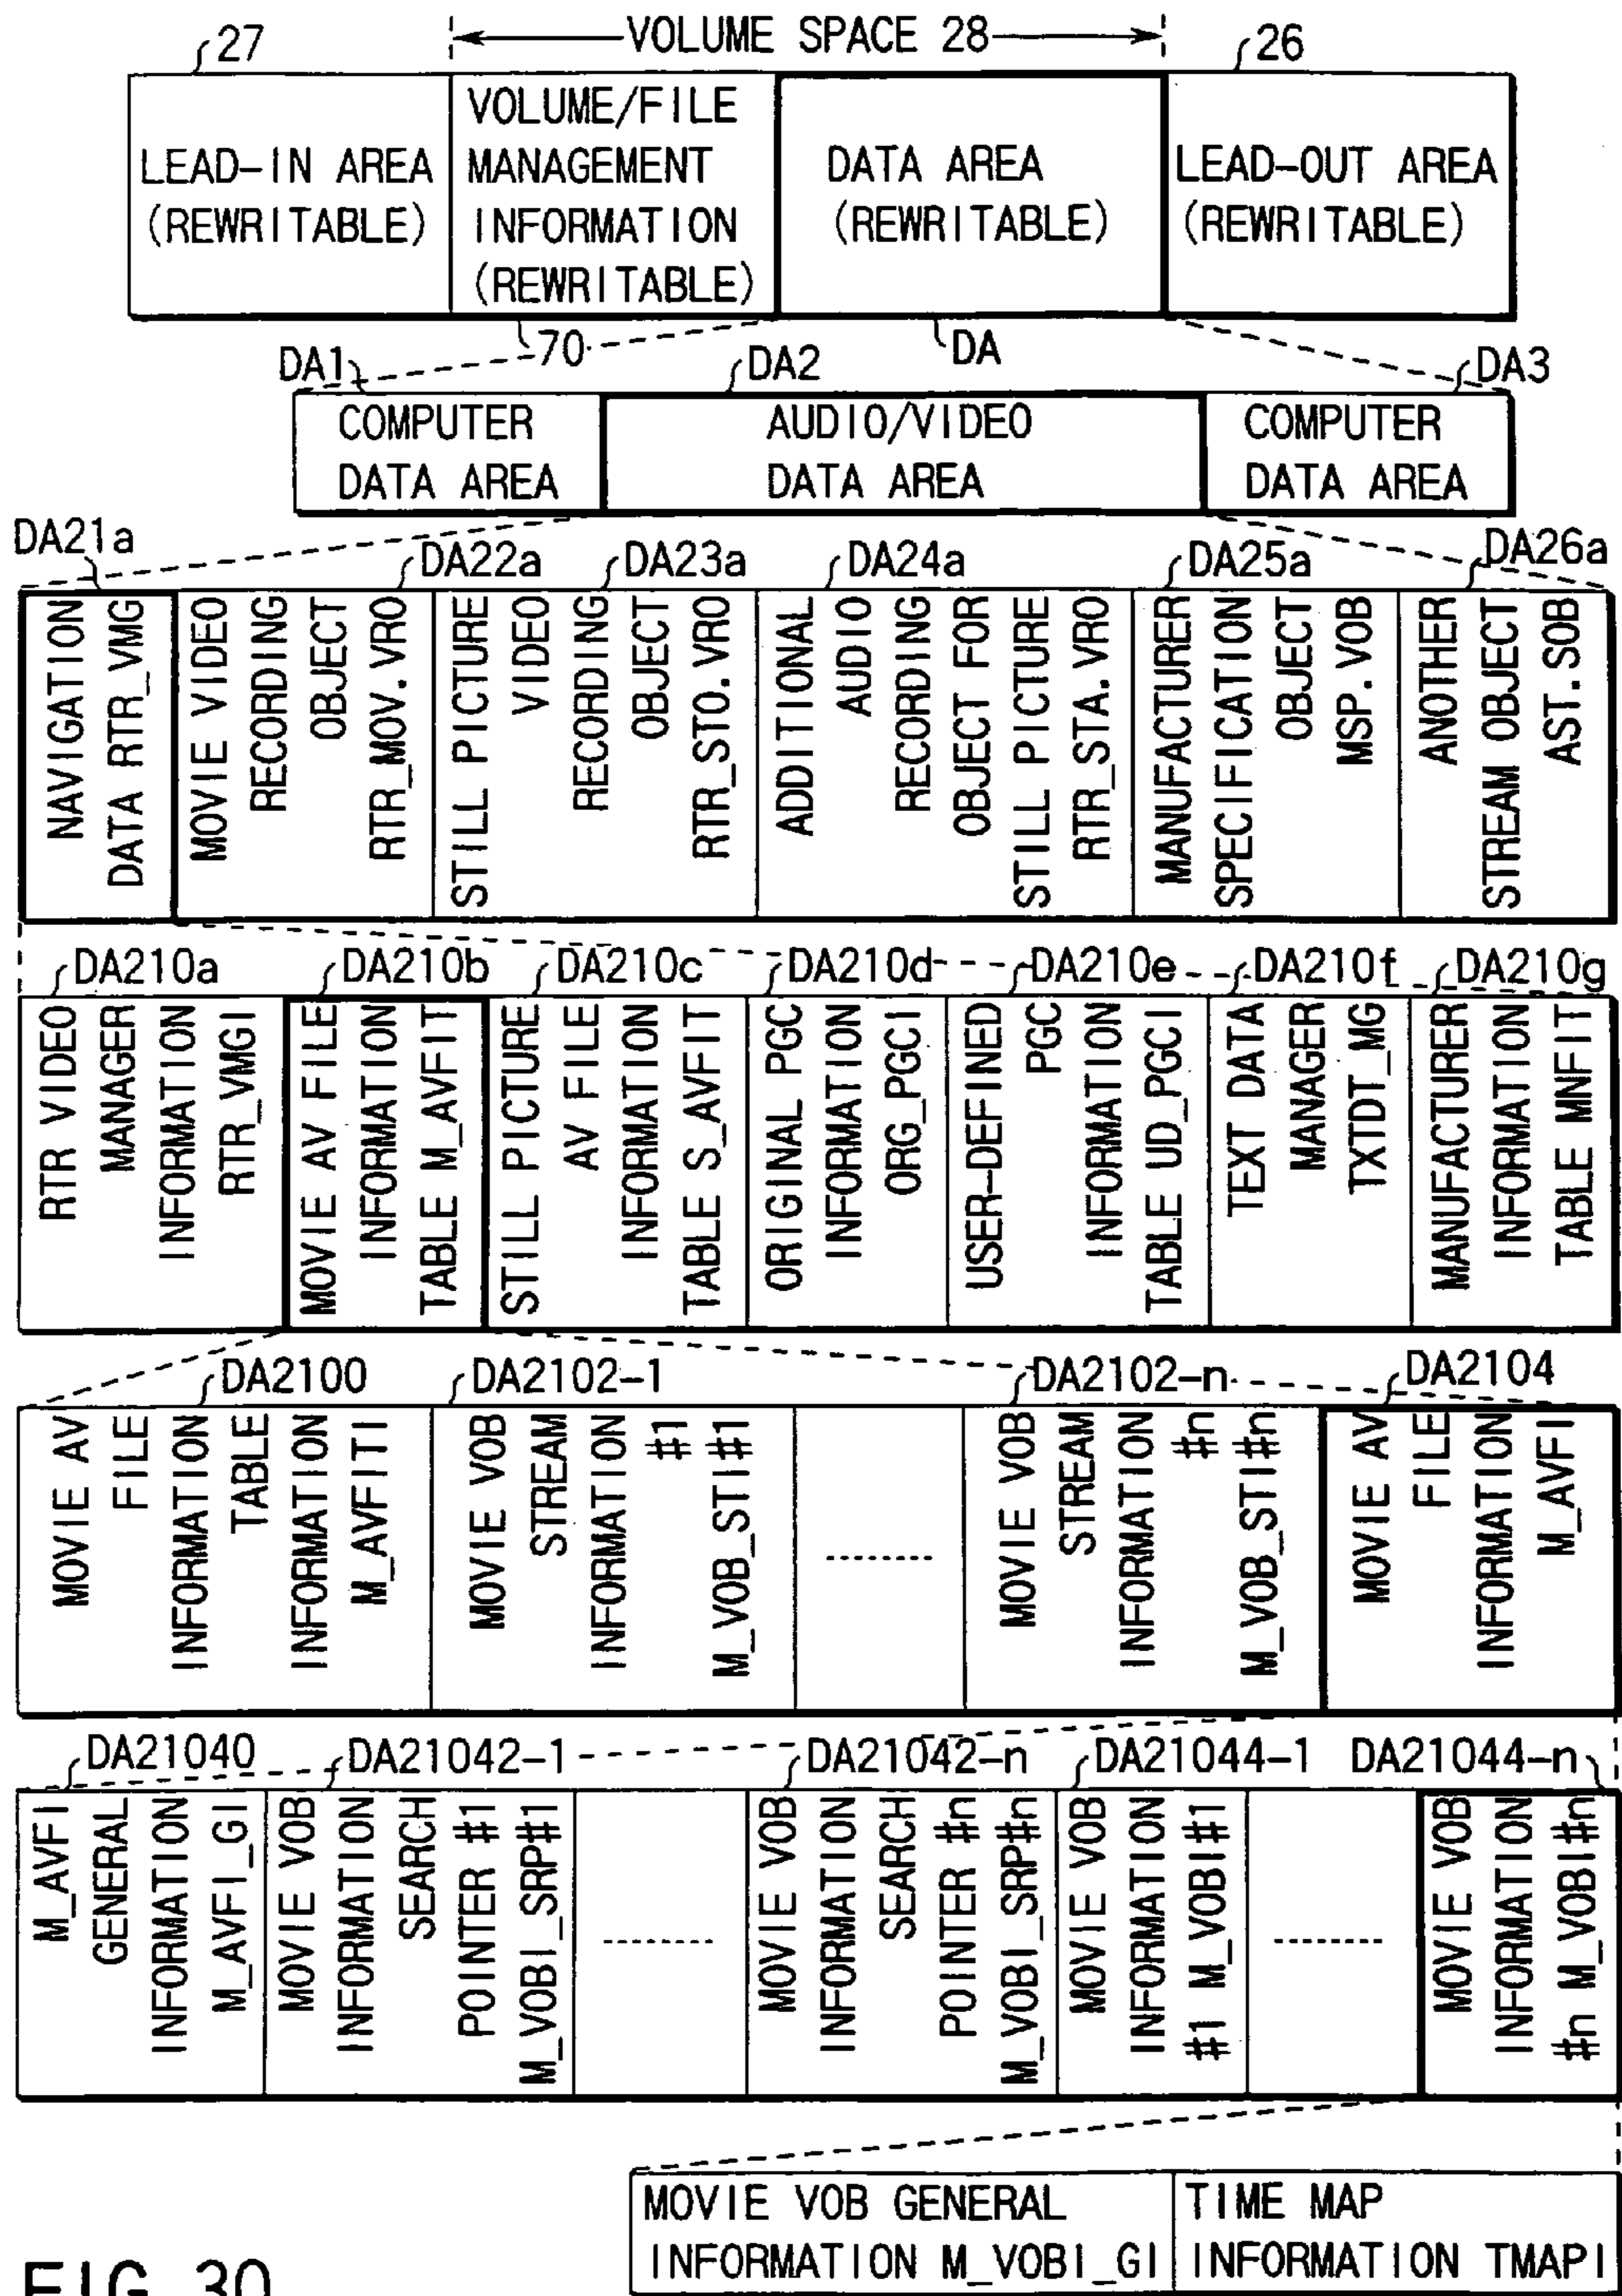 27
VOLUME SPACE 28
26
LEAD-IN AREA
(REWRITABLE)
VOLUME/FILE
MANAGEMENT
INFORMATION
(REWRITABLE)
DATA AREA
(REWRITABLE)
LEAD-OUT AREA
(REWRITABLE)
70
DA
DA1
DA2
DA3
COMPUTER
DATA AREA
AUDIO/VIDEO
DATA AREA
COMPUTER
DATA AREA
DA21a
DA22a
DA23a
DA24a
DA25a
DA26a
NAVIGATION
DATA RTR_VMG
MOVIE VIDEO
RECORDING
OBJECT
RTR_MOV.VRO
STILL PICTURE
VIDEO
RECORDING
OBJECT
RTR_STO.VRO
ADDITIONAL
AUDIO
RECORDING
OBJECT FOR
STILL PICTURE
RTR_STA.VRO
MANUFACTURER
SPECIFICATION
OBJECT
MSP.VOB
ANOTHER
STREAM OBJECT
AST.SOB
DA210a
DA210b
DA210c
DA210d
DA210e
DA210f
DA210g
RTR VIDEO
MANAGER
INFORMATION
RTR_VMGI
MOVIE AV FILE
INFORMATION
TABLE M_AVFIT
STILL PICTURE
AV FILE
INFORMATION
TABLE S_AVFIT
ORIGINAL PGC
INFORMATION
ORG_PGCI
USER-DEFINED
PGC
INFORMATION
TABLE UD_PGCI
TEXT DATA
MANAGER
TXTDT_MG
MANUFACTURER
INFORMATION
TABLE MNFIT
DA2100
DA2102-1
DA2102-n
DA2104
MOVIE AV
FILE
INFORMATION
TABLE
INFORMATION
M_AVFITI
MOVIE VOB
STREAM
INFORMATION
#1
M_VOB_STI#1
MOVIE VOB
STREAM
INFORMATION
#n
M_VOB_STI#n
MOVIE AV
FILE
INFORMATION
M_AVFI
DA21040
DA21042-1
DA21042-n
DA21044-1
DA21044-n
M_AVFI
GENERAL
INFORMATION
M_AVFI_GI
MOVIE VOB
INFORMATION
SEARCH
POINTER #1
M_VOBI_SRP#1
MOVIE VOB
INFORMATION
SEARCH
POINTER #n
M_VOBI_SRP#n
MOVIE VOB
INFORMATION
#1 M_VOBI#1
MOVIE VOB
INFORMATION
#n M_VOBI#n
MOVIE VOB GENERAL
INFORMATION M_VOBI_GI
TIME MAP
INFORMATION TMAPI
FIG. 30